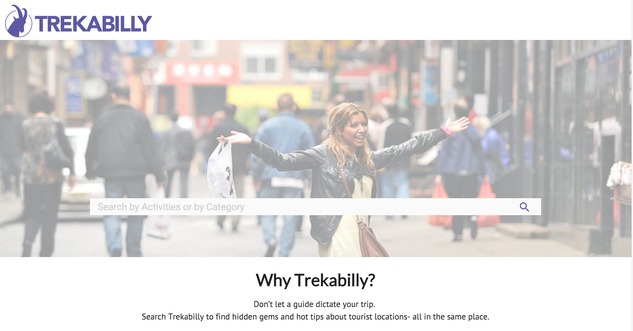 TREKABILLY
Search by Activities or by Category
Why Trekabilly?
Don't let a guide dictate your trip.
Search Trekabilly to find hidden gems and hot tips about tourist locations- all in the same place.